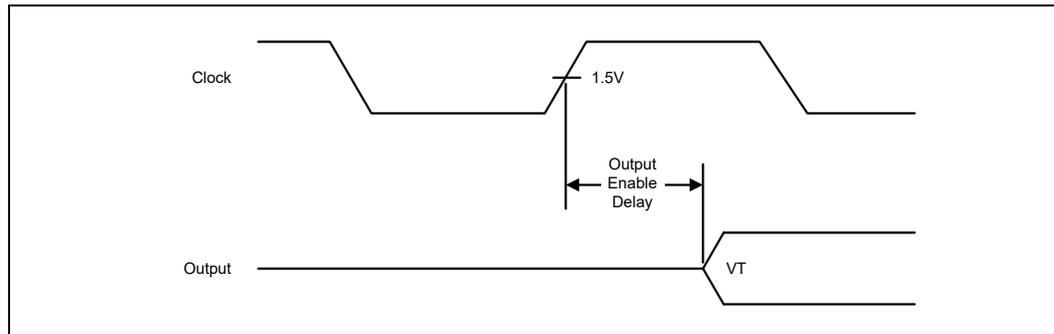 Clock
1.5V
Output
Enable
Delay
Output
VT